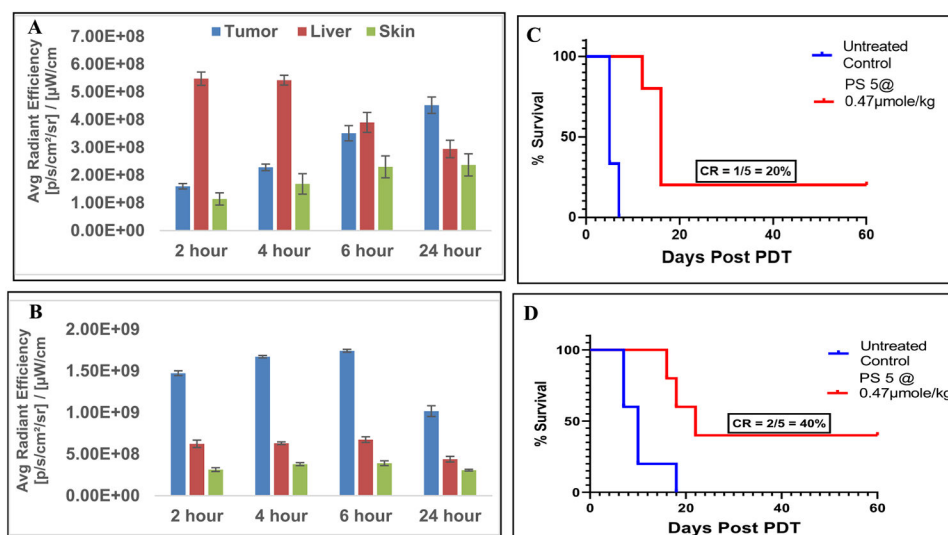 A
Tumor Liver Skin
Avg Radiant Efficiency
[p/s/cm²/sr] / [µW/cm
7.00E+08
6.00E+08
5.00E+08
4.00E+08
3.00E+08
2.00E+08
1.00E+08
0.00E+00
2 hour 4 hour 6 hour 24 hour
B
Avg Radiant Efficiency
[p/s/cm²/sr] / [µW/cm
2.00E+09
1.50E+09
1.00E+09
5.00E+08
0.00E+00
2 hour 4 hour 6 hour 24 hour
C
% Survival
100
50
0
0 20 40 60
Days Post PDT
Untreated
Control
PS 5@
0.47µmole/kg
CR = 1/5 = 20%
D
% Survival
100
50
0
0 20 40 60
Days Post PDT
Untreated
Control
PS 5 @
0.47µmole/kg
CR = 2/5 = 40%